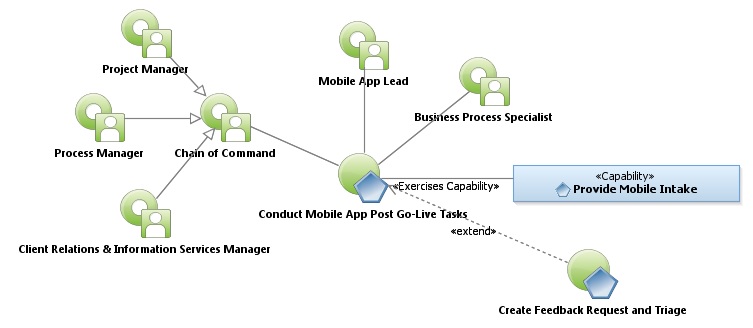 Project Manager
Mobile App Lead
Business Process Specialist
Process Manager
Chain of Command
«Capability»
Provide Mobile Intake
«Exercises Capability»
Conduct Mobile App Post Go-Live Tasks
«extend»
Client Relations & Information Services Manager
Create Feedback Request and Triage